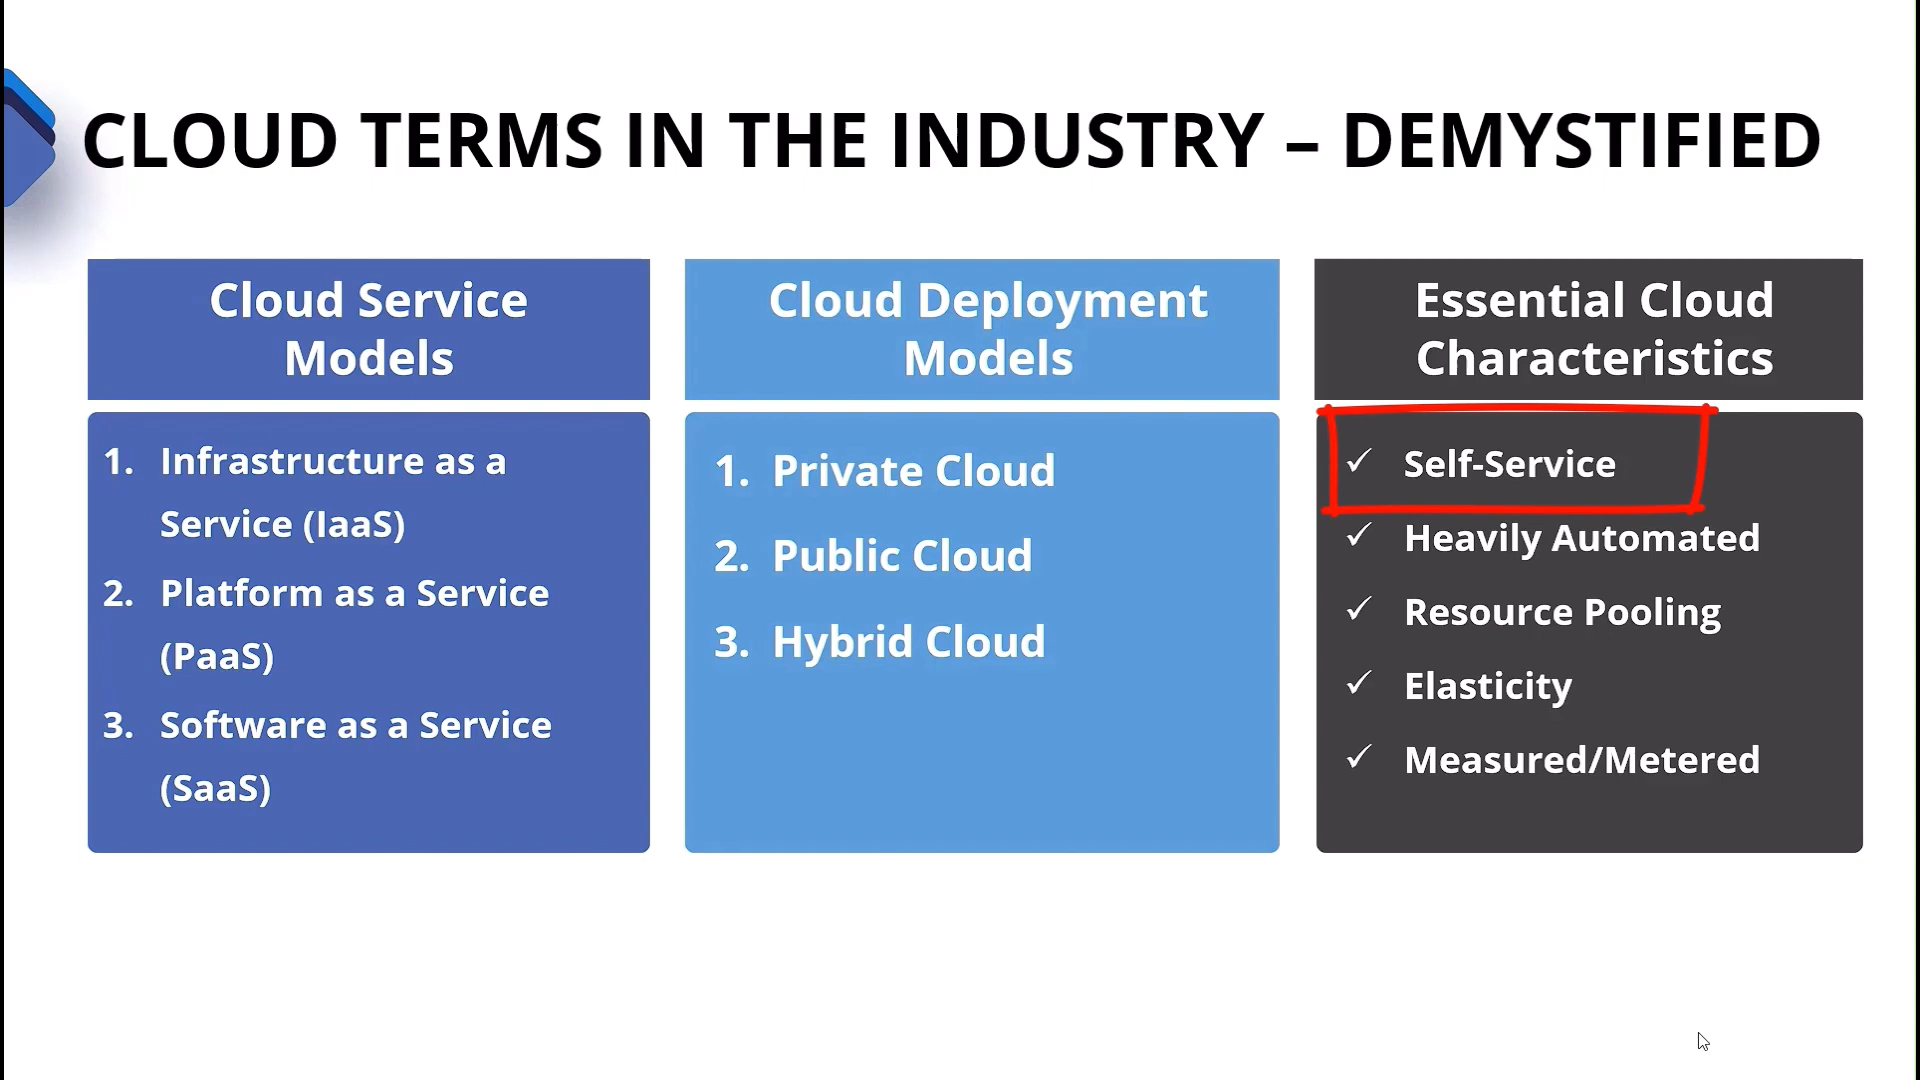 CLOUD TERMS IN THE INDUSTRY – DEMYSTIFIED
Cloud Service
Models
1. Infrastructure as a
Service (IaaS)
2. Platform as a Service
(PaaS)
3. Software as a Service
(SaaS)
Cloud Deployment
Models
1. Private Cloud
2. Public Cloud
3. Hybrid Cloud
Essential Cloud
Characteristics
✓ Self-Service
✓ Heavily Automated
✓ Resource Pooling
✓ Elasticity
✓ Measured/Metered